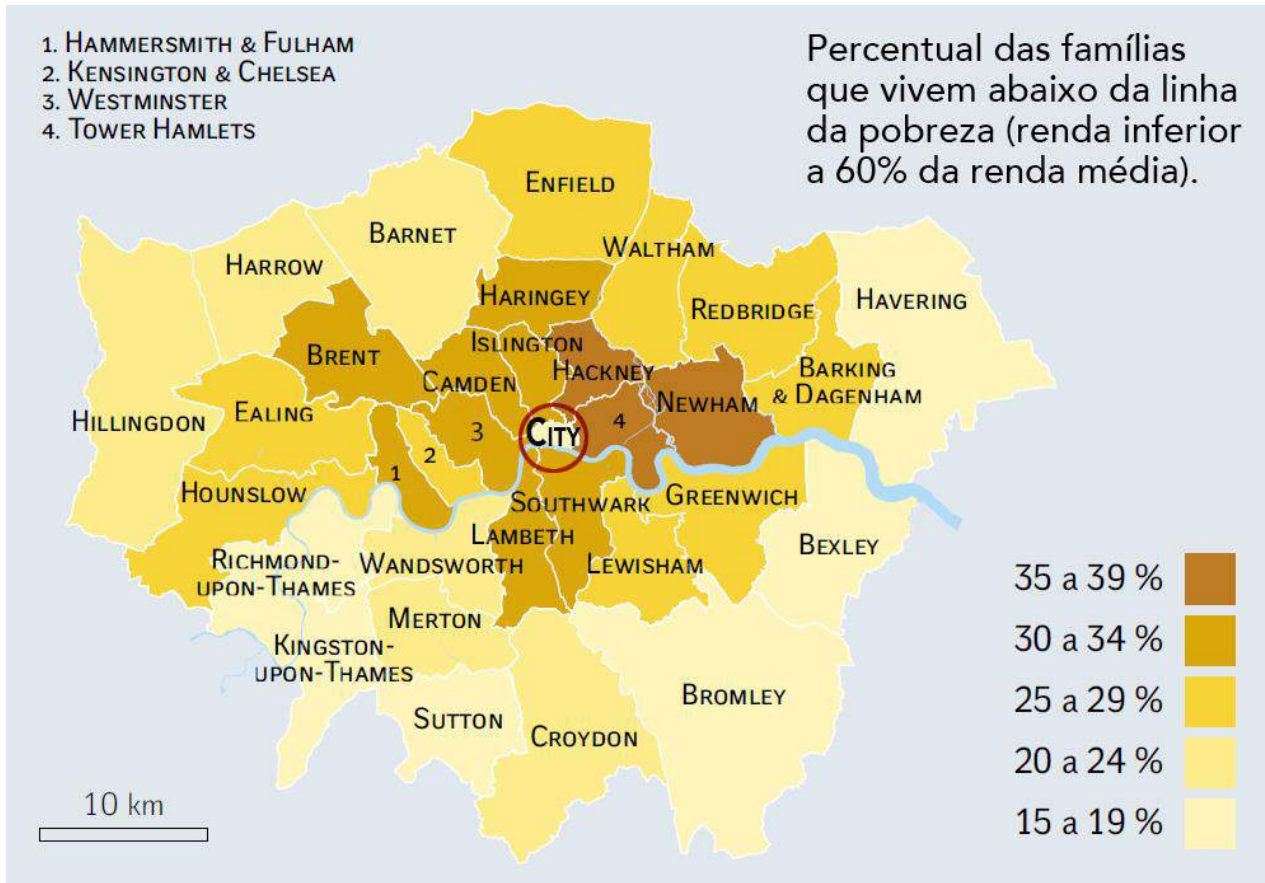 1. HAMMERSMITH & FULHAM
2. KENSINGTON & CHELSEA
3. WESTMINSTER
4. TOWER HAMLETS
Percentual das famílias
que vivem abaixo da linha
da pobreza (renda inferior
a 60% da renda média).
ENFIELD
BARNET
WALTHAM
HARROW
HARINGEY
REDBRIDGE
HAVERING
BRENT
ISLINGTON
HACKNEY
CAMDEN
BARKING
& DAGENHAM
NEWHAM
HILLINGDON
EALING
3
CITY
4
1
2
HOUNSLOW
SOUTHWARK
GREENWICH
LAMBETH
BEXLEY
RICHMOND-
UPON-THAMES
WANDSWORTH
LEWISHAM
MERTON
KINGSTON-
UPON-THAMES
SUTTON
CROYDON
BROMLEY
35 a 39 %
30 a 34 %
25 a 29 %
20 a 24 %
15 a 19 %
10 km